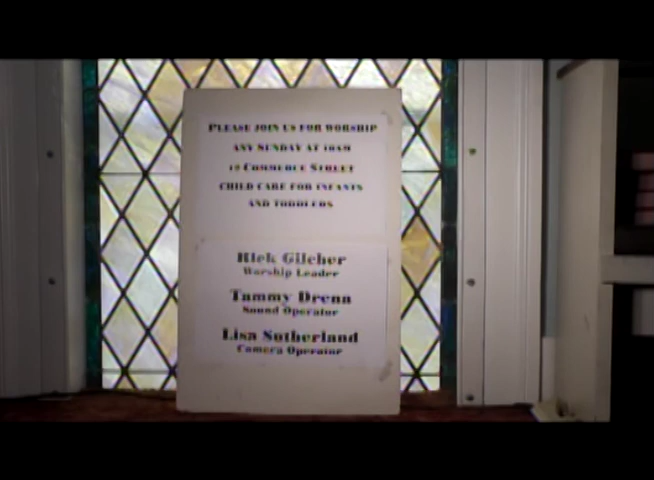 PLEASE JOIN US FOR WORSHIP
ANY SUNDAY AT 10AM
COMMERCE STREET
CHILD CARE FOR INFANTS
AND TODDLERS
Rick Gilcher
Worship Leader
Tammy Drenn
Sound Operator
Lisa Sutherland
Camera Operator